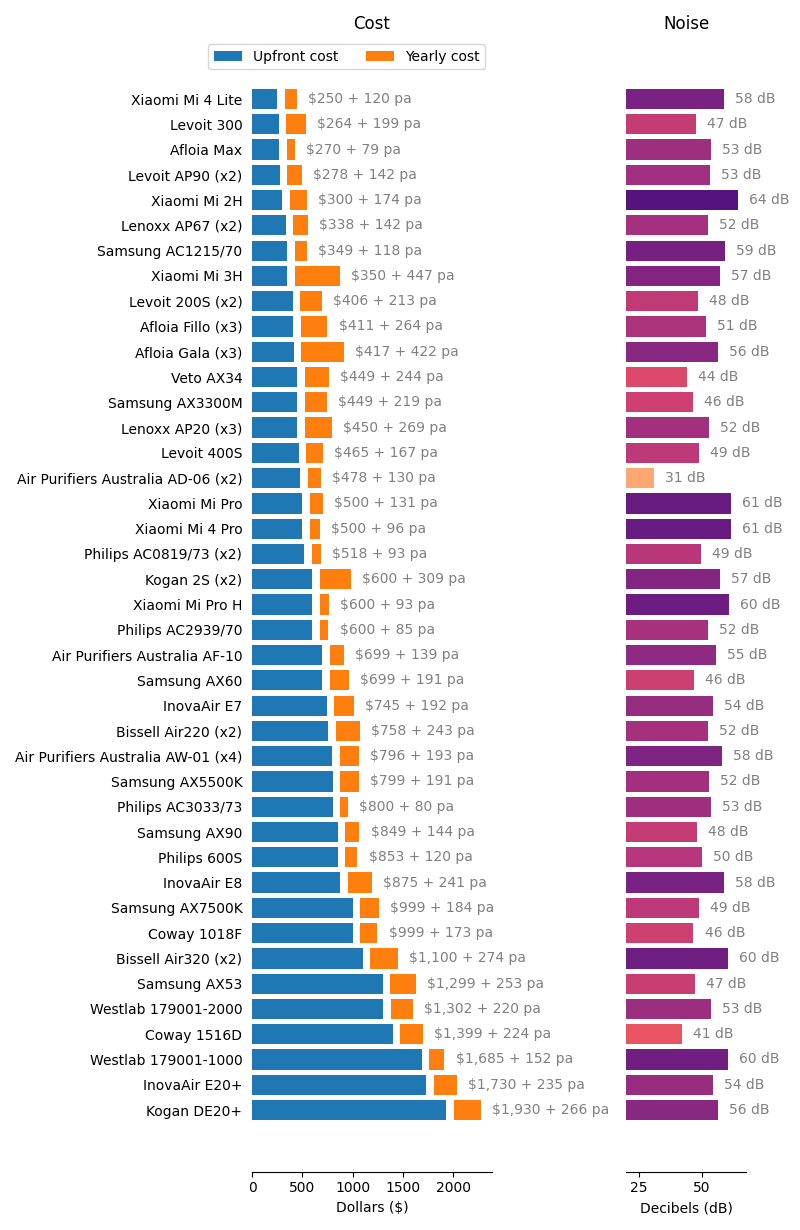 Cost Noise
Upfront cost Yearly cost
Xiaomi Mi 4 Lite $250 + 120 pa 58 dB
Levoit 300 $264 + 199 pa 47 dB
Afloia Max $270 + 79 pa 53 dB
Levoit AP90 (x2) $278 + 142 pa 53 dB
Xiaomi Mi 2H $300 + 174 pa 64 dB
Lenoxx AP67 (x2) $338 + 142 pa 52 dB
Samsung AC1215/70 $349 + 118 pa 59 dB
Xiaomi Mi 3H $350 + 447 pa 57 dB
Levoit 200S (x2) $406 + 213 pa 48 dB
Afloia Fillo (x3) $411 + 264 pa 51 dB
Afloia Gala (x3) $417 + 422 pa 56 dB
Veto AX34 $449 + 244 pa 44 dB
Samsung AX3300M $449 + 219 pa 46 dB
Lenoxx AP20 (x3) $450 + 269 pa 52 dB
Levoit 400S $465 + 167 pa 49 dB
Air Purifiers Australia AD-06 (x2) $478 + 130 pa 31 dB
Xiaomi Mi Pro $500 + 131 pa 61 dB
Xiaomi Mi 4 Pro $500 + 96 pa 61 dB
Philips AC0819/73 (x2) $518 + 93 pa 49 dB
Kogan 2S (x2) $600 + 309 pa 57 dB
Xiaomi Mi Pro H $600 + 93 pa 60 dB
Philips AC2939/70 $600 + 85 pa 52 dB
Air Purifiers Australia AF-10 $699 + 139 pa 55 dB
Samsung AX60 $699 + 191 pa 46 dB
InovaAir E7 $745 + 192 pa 54 dB
Bissell Air220 (x2) $758 + 243 pa 52 dB
Air Purifiers Australia AW-01 (x4) $796 + 193 pa 58 dB
Samsung AX5500K $799 + 191 pa 52 dB
Philips AC3033/73 $800 + 80 pa 53 dB
Samsung AX90 $849 + 144 pa 48 dB
Philips 600S $853 + 120 pa 50 dB
InovaAir E8 $875 + 241 pa 58 dB
Samsung AX7500K $999 + 184 pa 49 dB
Coway 1018F $999 + 173 pa 46 dB
Bissell Air320 (x2) $1,100 + 274 pa 60 dB
Samsung AX53 $1,299 + 253 pa 47 dB
Westlab 179001-2000 $1,302 + 220 pa 53 dB
Coway 1516D $1,399 + 224 pa 41 dB
Westlab 179001-1000 $1,685 + 152 pa 60 dB
InovaAir E20+ $1,730 + 235 pa 54 dB
Kogan DE20+ $1,930 + 266 pa 56 dB
0 500 1000 1500 2000 25 50
Dollars ($) Decibels (dB)